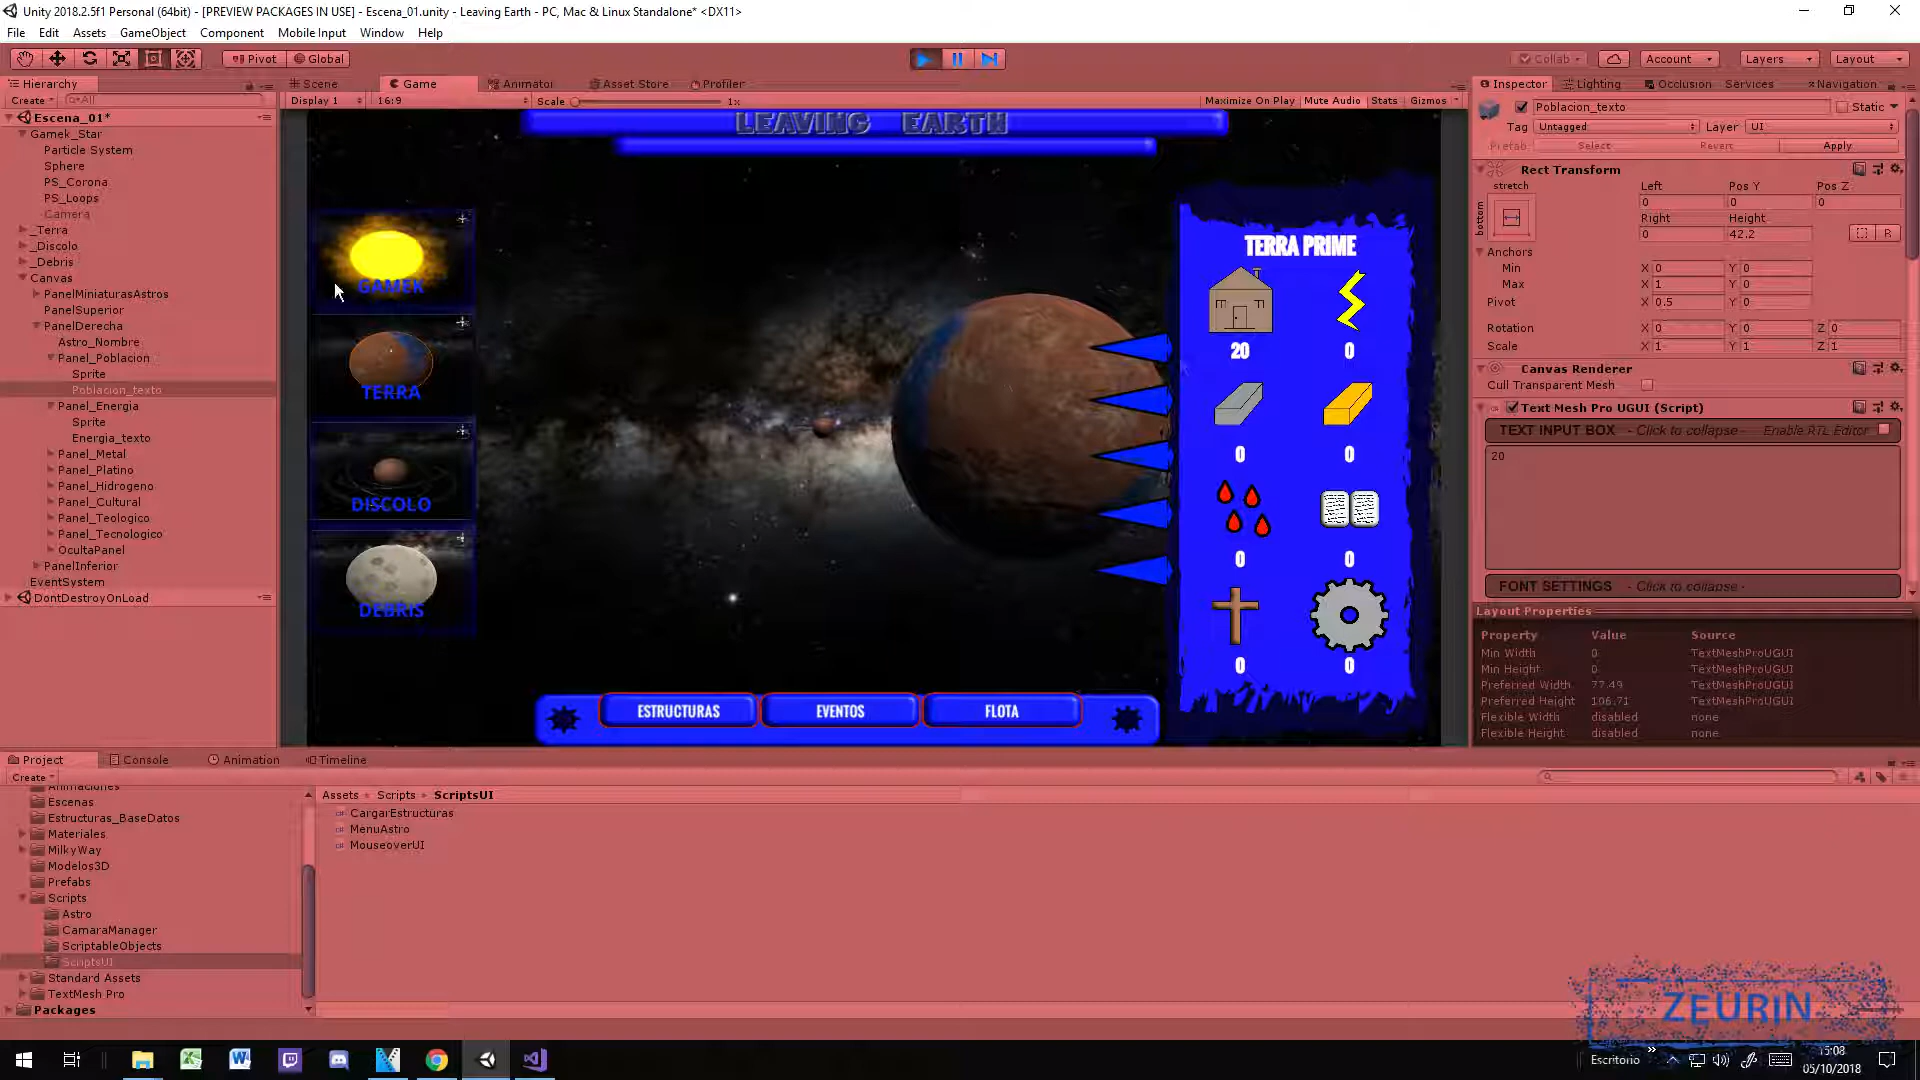 Unity 2018.2.5f1 Personal (64bit) - [PREVIEW PACKAGES IN USE] - Escena_01.unity - Leaving Earth - PC, Mac & Linux Standalone* <DX11>
File Edit Assets GameObject Component Mobile Input Window Help
Pivot Global Collab Account Layers Layout
Hierarchy
Create All
Escena_01*
Gamek_Star
Particle System
Sphere
PS_Corona
PS_Loops
Camera
_Terra
_Discolo
_Debris
Canvas
PanelMiniaturasAstros
PanelSuperior
PanelDerecha
Astro_Nombre
Panel_Poblacion
Sprite
Poblacion_texto
Panel_Energia
Sprite
Energia_texto
Panel_Metal
Panel_Platino
Panel_Hidrogeno
Panel_Cultural
Panel_Teologico
Panel_Tecnologico
OcultaPanel
PanelInferior
EventSystem
DontDestroyOnLoad
Scene Game Animator Asset Store Profiler
Display 1 16:9 Scale 1x Maximize On Play Mute Audio Stats Gizmos
LEAVING EARTH
GAMEK
TERRA
DISCOLO
DEBRIS
TERRA PRIME
20 0
0 0
0 0
0 0
ESTRUCTURAS EVENTOS FLOTA
Inspector Lighting Occlusion Services Navigation
Poblacion_texto Static
Tag Untagged Layer UI
Prefab Select Revert Apply
Rect Transform
stretch Left Pos Y Pos Z
bottom 0 0 0
Right Height
0 42.2 R
Anchors
Min X 0 Y 0
Max X 1 Y 0
Pivot X 0.5 Y 0
Rotation X 0 Y 0 Z 0
Scale X 1 Y 1 Z 1
Canvas Renderer
Cull Transparent Mesh
Text Mesh Pro UGUI (Script)
TEXT INPUT BOX - Click to collapse - Enable RTL Editor
20
FONT SETTINGS - Click to collapse -
Layout Properties
Property Value Source
Min Width 0 TextMeshProUGUI
Min Height 0 TextMeshProUGUI
Preferred Width 77.49 TextMeshProUGUI
Preferred Height 106.71 TextMeshProUGUI
Flexible Width disabled none
Flexible Height disabled none
Project Console Animation Timeline
Create
Animaciones
Escenas
Estructuras_BaseDatos
Materiales
MilkyWay
Modelos3D
Prefabs
Scripts
Astro
CamaraManager
ScriptableObjects
ScriptsUI
Standard Assets
TextMesh Pro
Packages
Assets Scripts ScriptsUI
CargarEstructuras
MenuAstro
MouseoverUI
ZEURIN
Escritorio
15:08
05/10/2018